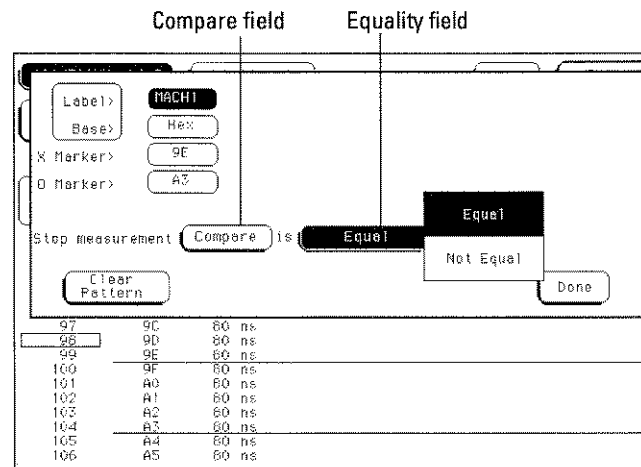 Compare field Equality field
Label> MACH1
Base> Hex
X Marker> 9E
O Marker> A3
Stop measurement Compare is Equal
Equal
Not Equal
Clear
Pattern
Done
97 9C 80 ns
98 9D 80 ns
99 9E 80 ns
100 9F 80 ns
101 A0 80 ns
102 A1 80 ns
103 A2 80 ns
104 A3 80 ns
105 A4 80 ns
106 A5 80 ns